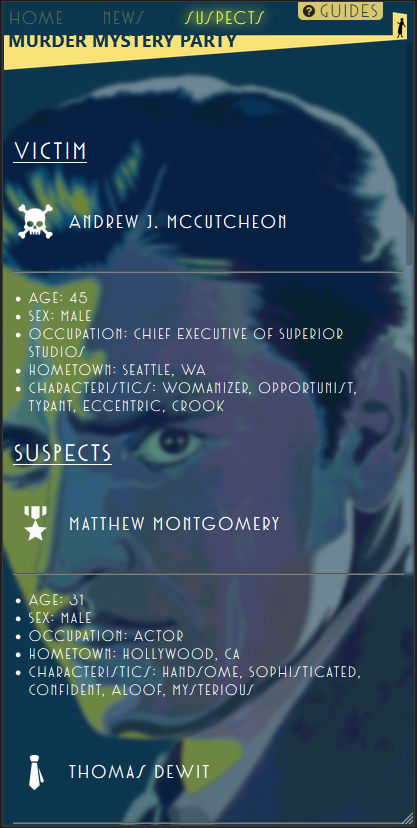 HOME NEWS SUSPECTS ? GUIDES
MURDER MYSTERY PARTY
VICTIM
ANDREW J. MCCUTCHEON
• AGE: 45
• SEX: MALE
• OCCUPATION: CHIEF EXECUTIVE OF SUPERIOR
STUDIOS
• HOMETOWN: SEATTLE, WA
• CHARACTERISTICS: WOMANIZER, OPPORTUNIST,
TYRANT, ECCENTRIC, CROOK
SUSPECTS
MATTHEW MONTGOMERY
• AGE: 31
• SEX: MALE
• OCCUPATION: ACTOR
• HOMETOWN: HOLLYWOOD, CA
• CHARACTERISTICS: HANDSOME, SOPHISTICATED,
CONFIDENT, ALOOF, MYSTERIOUS
THOMAS DEWIT